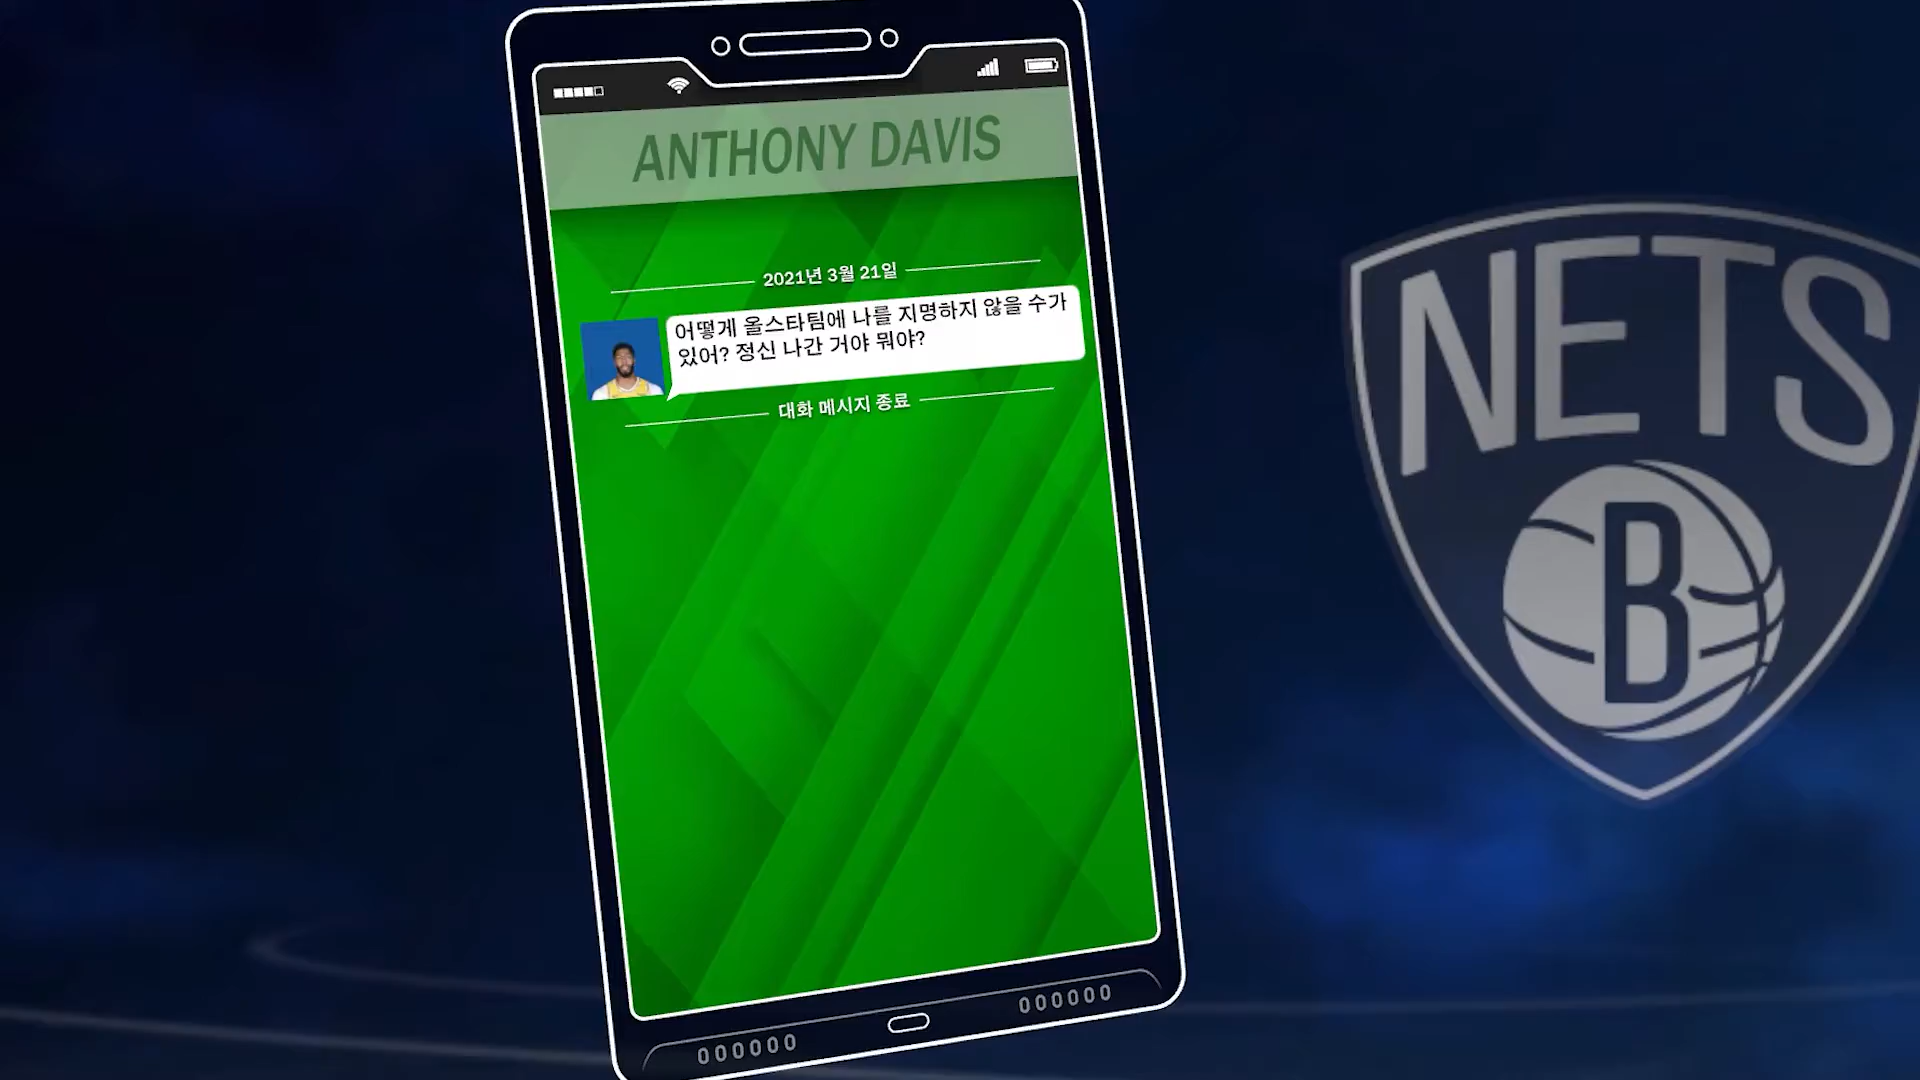 ANTHONY DAVIS
2021년 3월 21일
어떻게 올스타팀에 나를 지명하지 않을 수가
있어? 정신 나간 거야 뭐야?
대화 메시지 종료
NETS
B
000000
000000